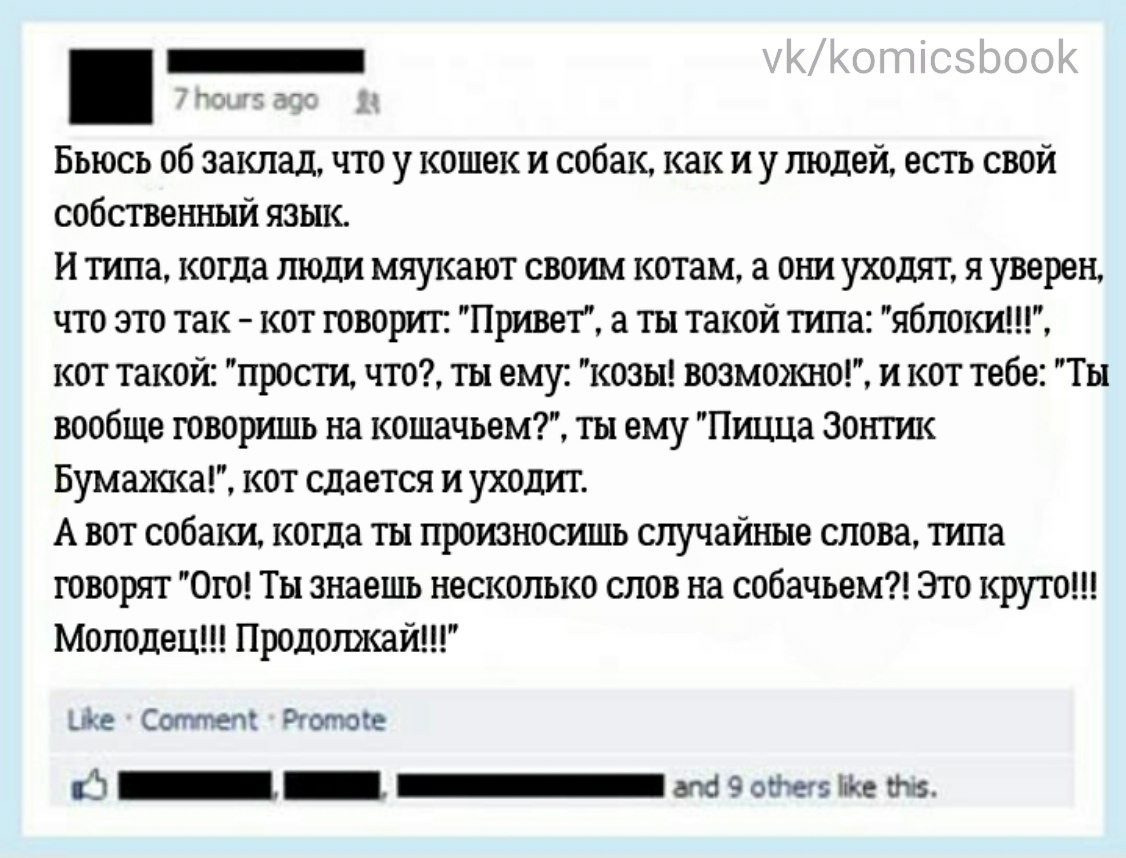 vk/komicsbook
7 hours ago
Бьюсь об заклад, что у кошек и собак, как и у людей, есть свой
собственный язык.
И типа, когда люди мяукают своим котам, а они уходят, я уверен,
что это так - кот говорит: "Привет", а ты такой типа: "яблоки!!!",
кот такой: "прости, что?, ты ему: "козы! возможно!", и кот тебе: "Ты
вообще говоришь на кошачьем?", ты ему "Пицца Зонтик
Бумажка!", кот сдается и уходит.
А вот собаки, когда ты произносишь случайные слова, типа
говорят "Ого! Ты знаешь несколько слов на собачьем?! Это круто!!!
Молодец!!! Продолжай!!!"
Like · Comment · Promote
, , and 9 others like this.